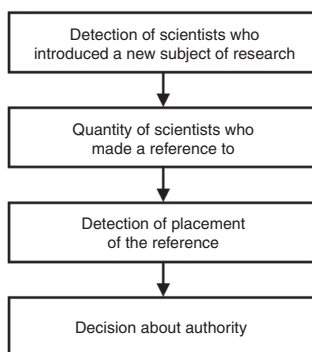 Detection of scientists who
introduced a new subject of research
Quantity of scientists who
made a reference to
Detection of placement
of the reference
Decision about authority